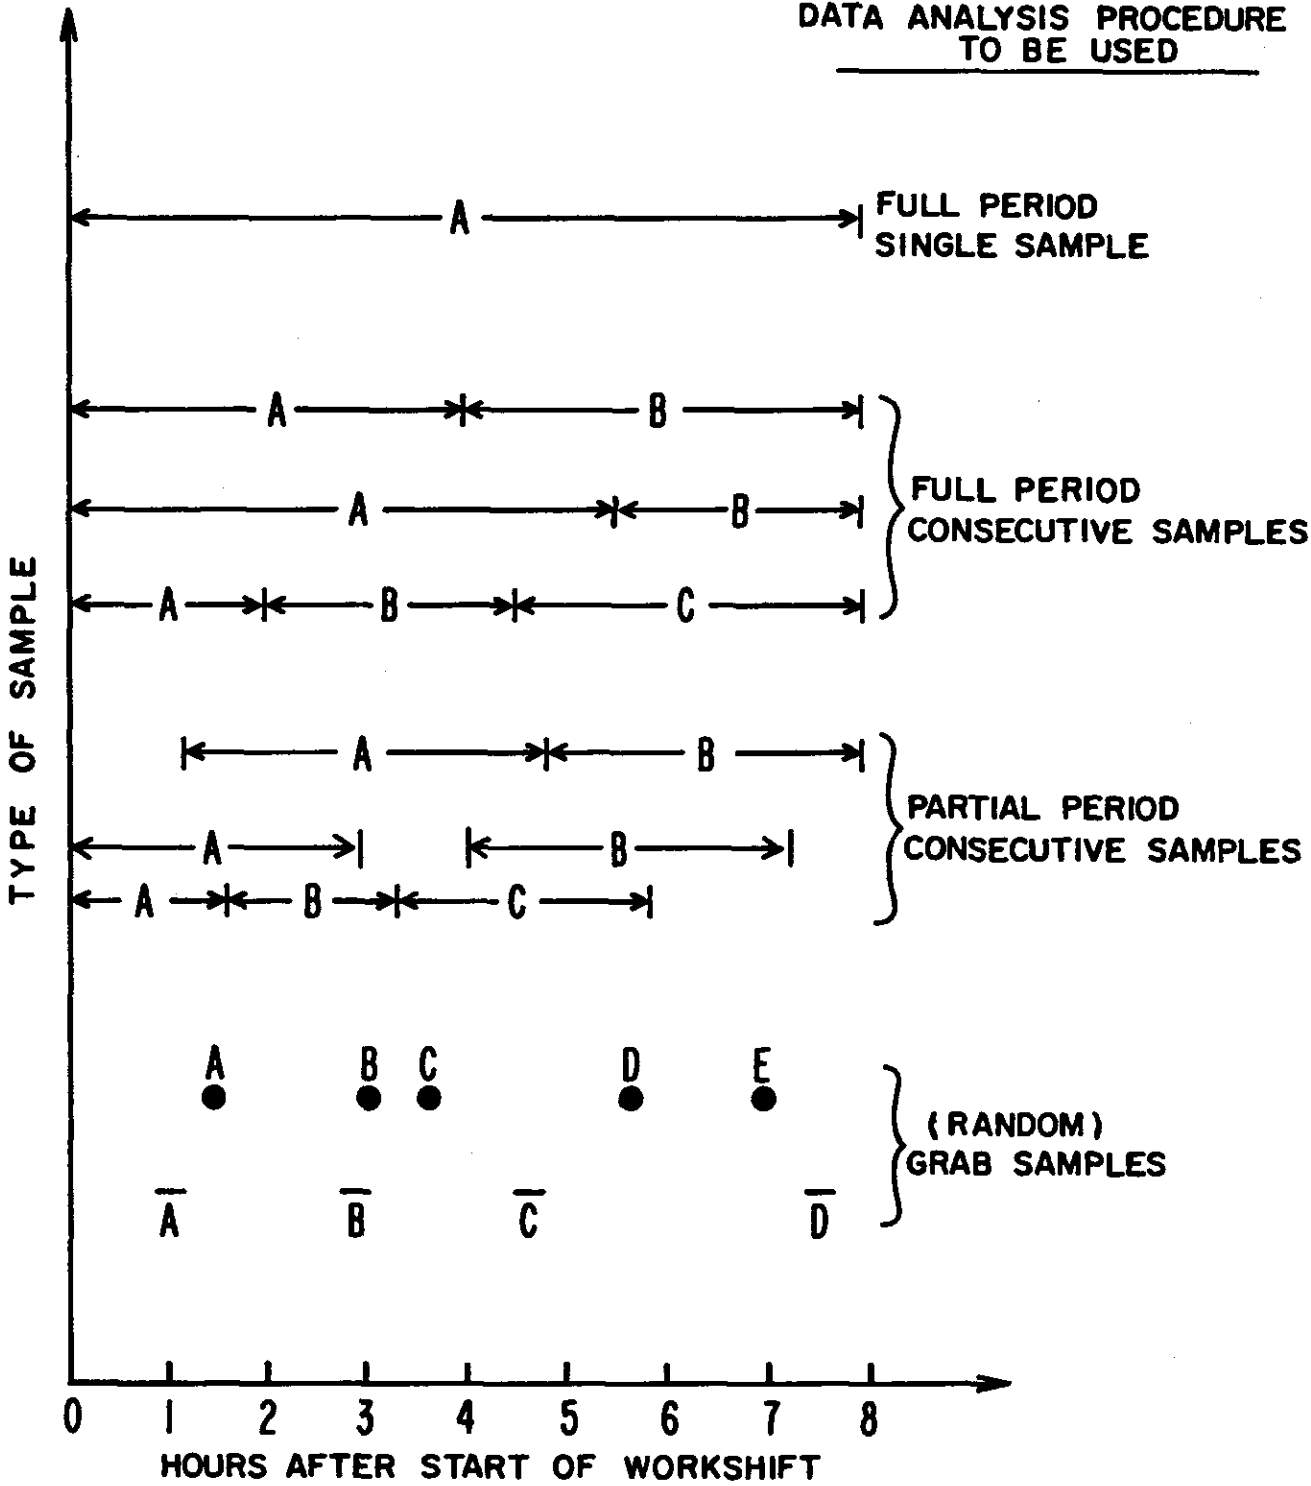 DATA ANALYSIS PROCEDURE
TO BE USED
A
FULL PERIOD
SINGLE SAMPLE
A B
FULL PERIOD
CONSECUTIVE SAMPLES
A B
A B C
TYPE OF SAMPLE
A B
PARTIAL PERIOD
CONSECUTIVE SAMPLES
A B
A B C
A B C D E
(RANDOM)
GRAB SAMPLES
A B C D
0 1 2 3 4 5 6 7 8
HOURS AFTER START OF WORKSHIFT